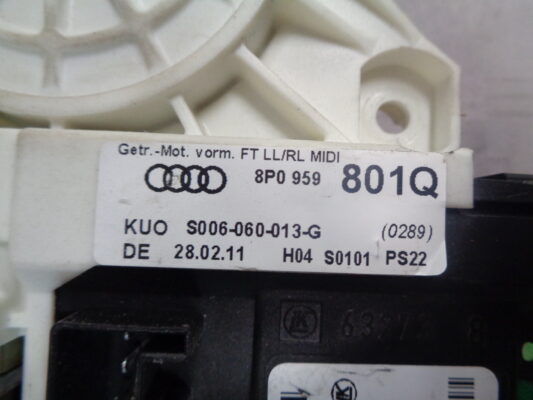 Getr.-Mot. vorm. FT LL/RL MIDI
8P0 959 801Q
KUO S006-060-013-G (0289)
DE 28.02.11 H04 S0101 PS22